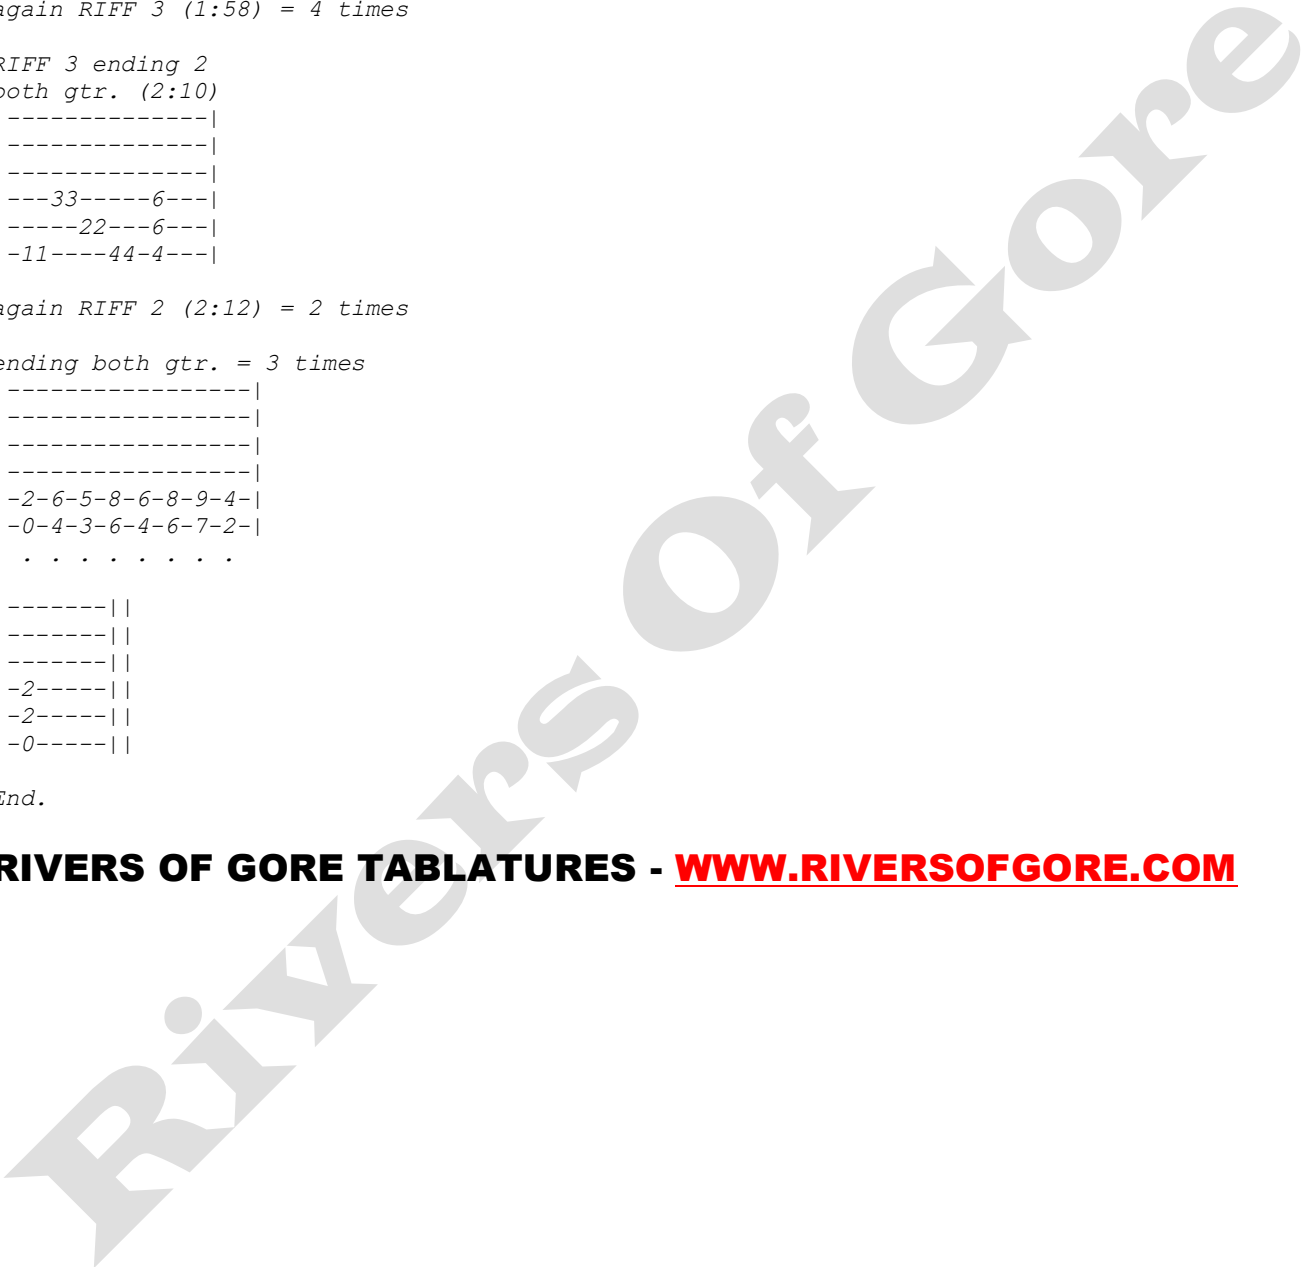 again RIFF 3 (1:58) = 4 times
RIFF 3 ending 2
both gtr. (2:10)
--------------|
--------------|
--------------|
---33-----6---|
-----22---6---|
-11----44-4---|
again RIFF 2 (2:12) = 2 times
ending both gtr. = 3 times
-----------------|
-----------------|
-----------------|
-----------------|
-2-6-5-8-6-8-9-4-|
-0-4-3-6-4-6-7-2-|
. . . . . . . .
-------||
-------||
-------||
-2-----||
-2-----||
-0-----||
End.
RIVERS OF GORE TABLATURES - WWW.RIVERSOFGORE.COM
Rivers Of Gore